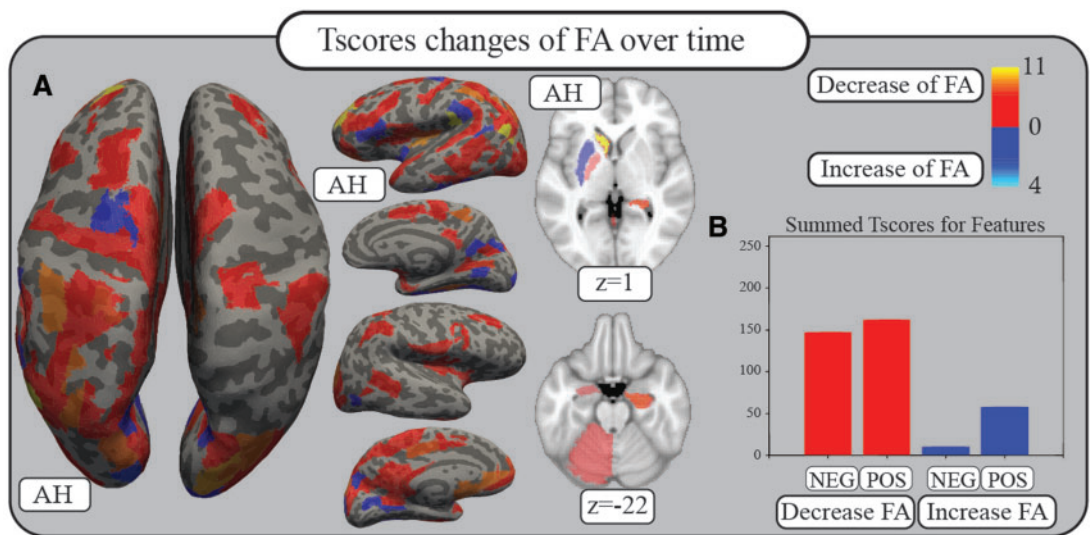 Tscores changes of FA over time
A
AH
AH
AH
z=1
z=-22
Decrease of FA
Increase of FA
11
0
4
B
Summed Tscores for Features
250
200
150
100
50
0
NEG POS NEG POS
Decrease FA Increase FA